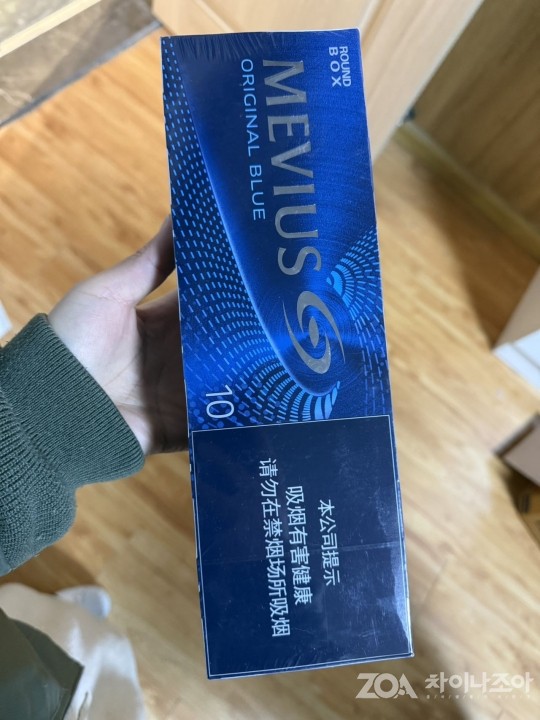 ROUND
BOX
MEVIUS
ORIGINAL BLUE
10
本公司提示
吸烟有害健康
请勿在禁烟场所吸烟
ZOA 차이나조아